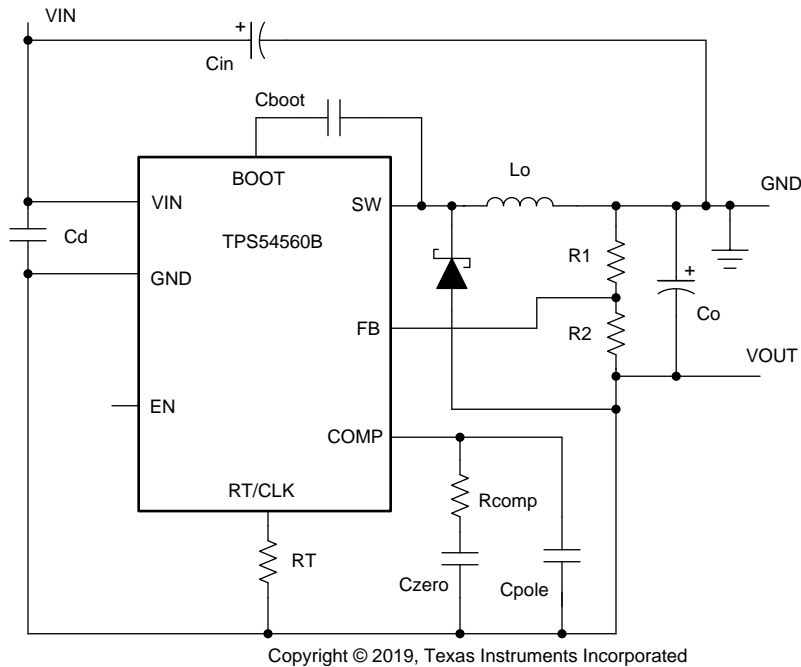 VIN
Cin
Cboot
BOOT
Lo
GND
VIN
SW
Cd
TPS54560B
R1
GND
Co
FB
R2
VOUT
EN
COMP
RT/CLK
Rcomp
RT
Czero
Cpole
Copyright © 2019, Texas Instruments Incorporated